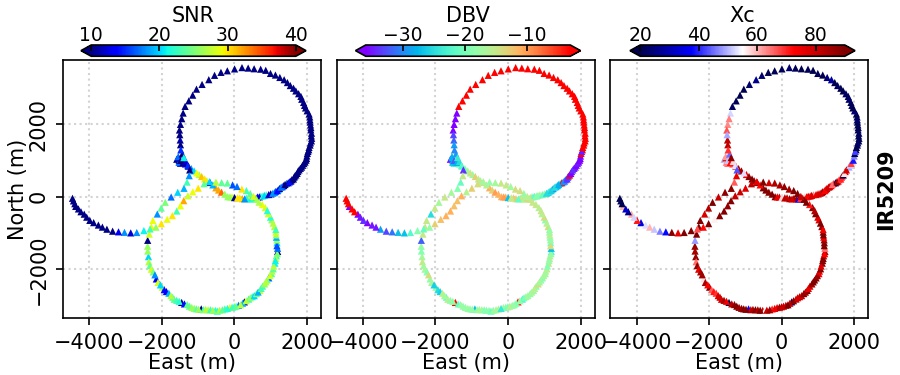 SNR DBV Xc
10 20 30 40 −30 −20 −10 20 40 60 80
North (m)
2000
0
−2000
IR5209
−4000 −2000 0 2000 −4000 −2000 0 2000 −4000 −2000 0 2000
East (m) East (m) East (m)